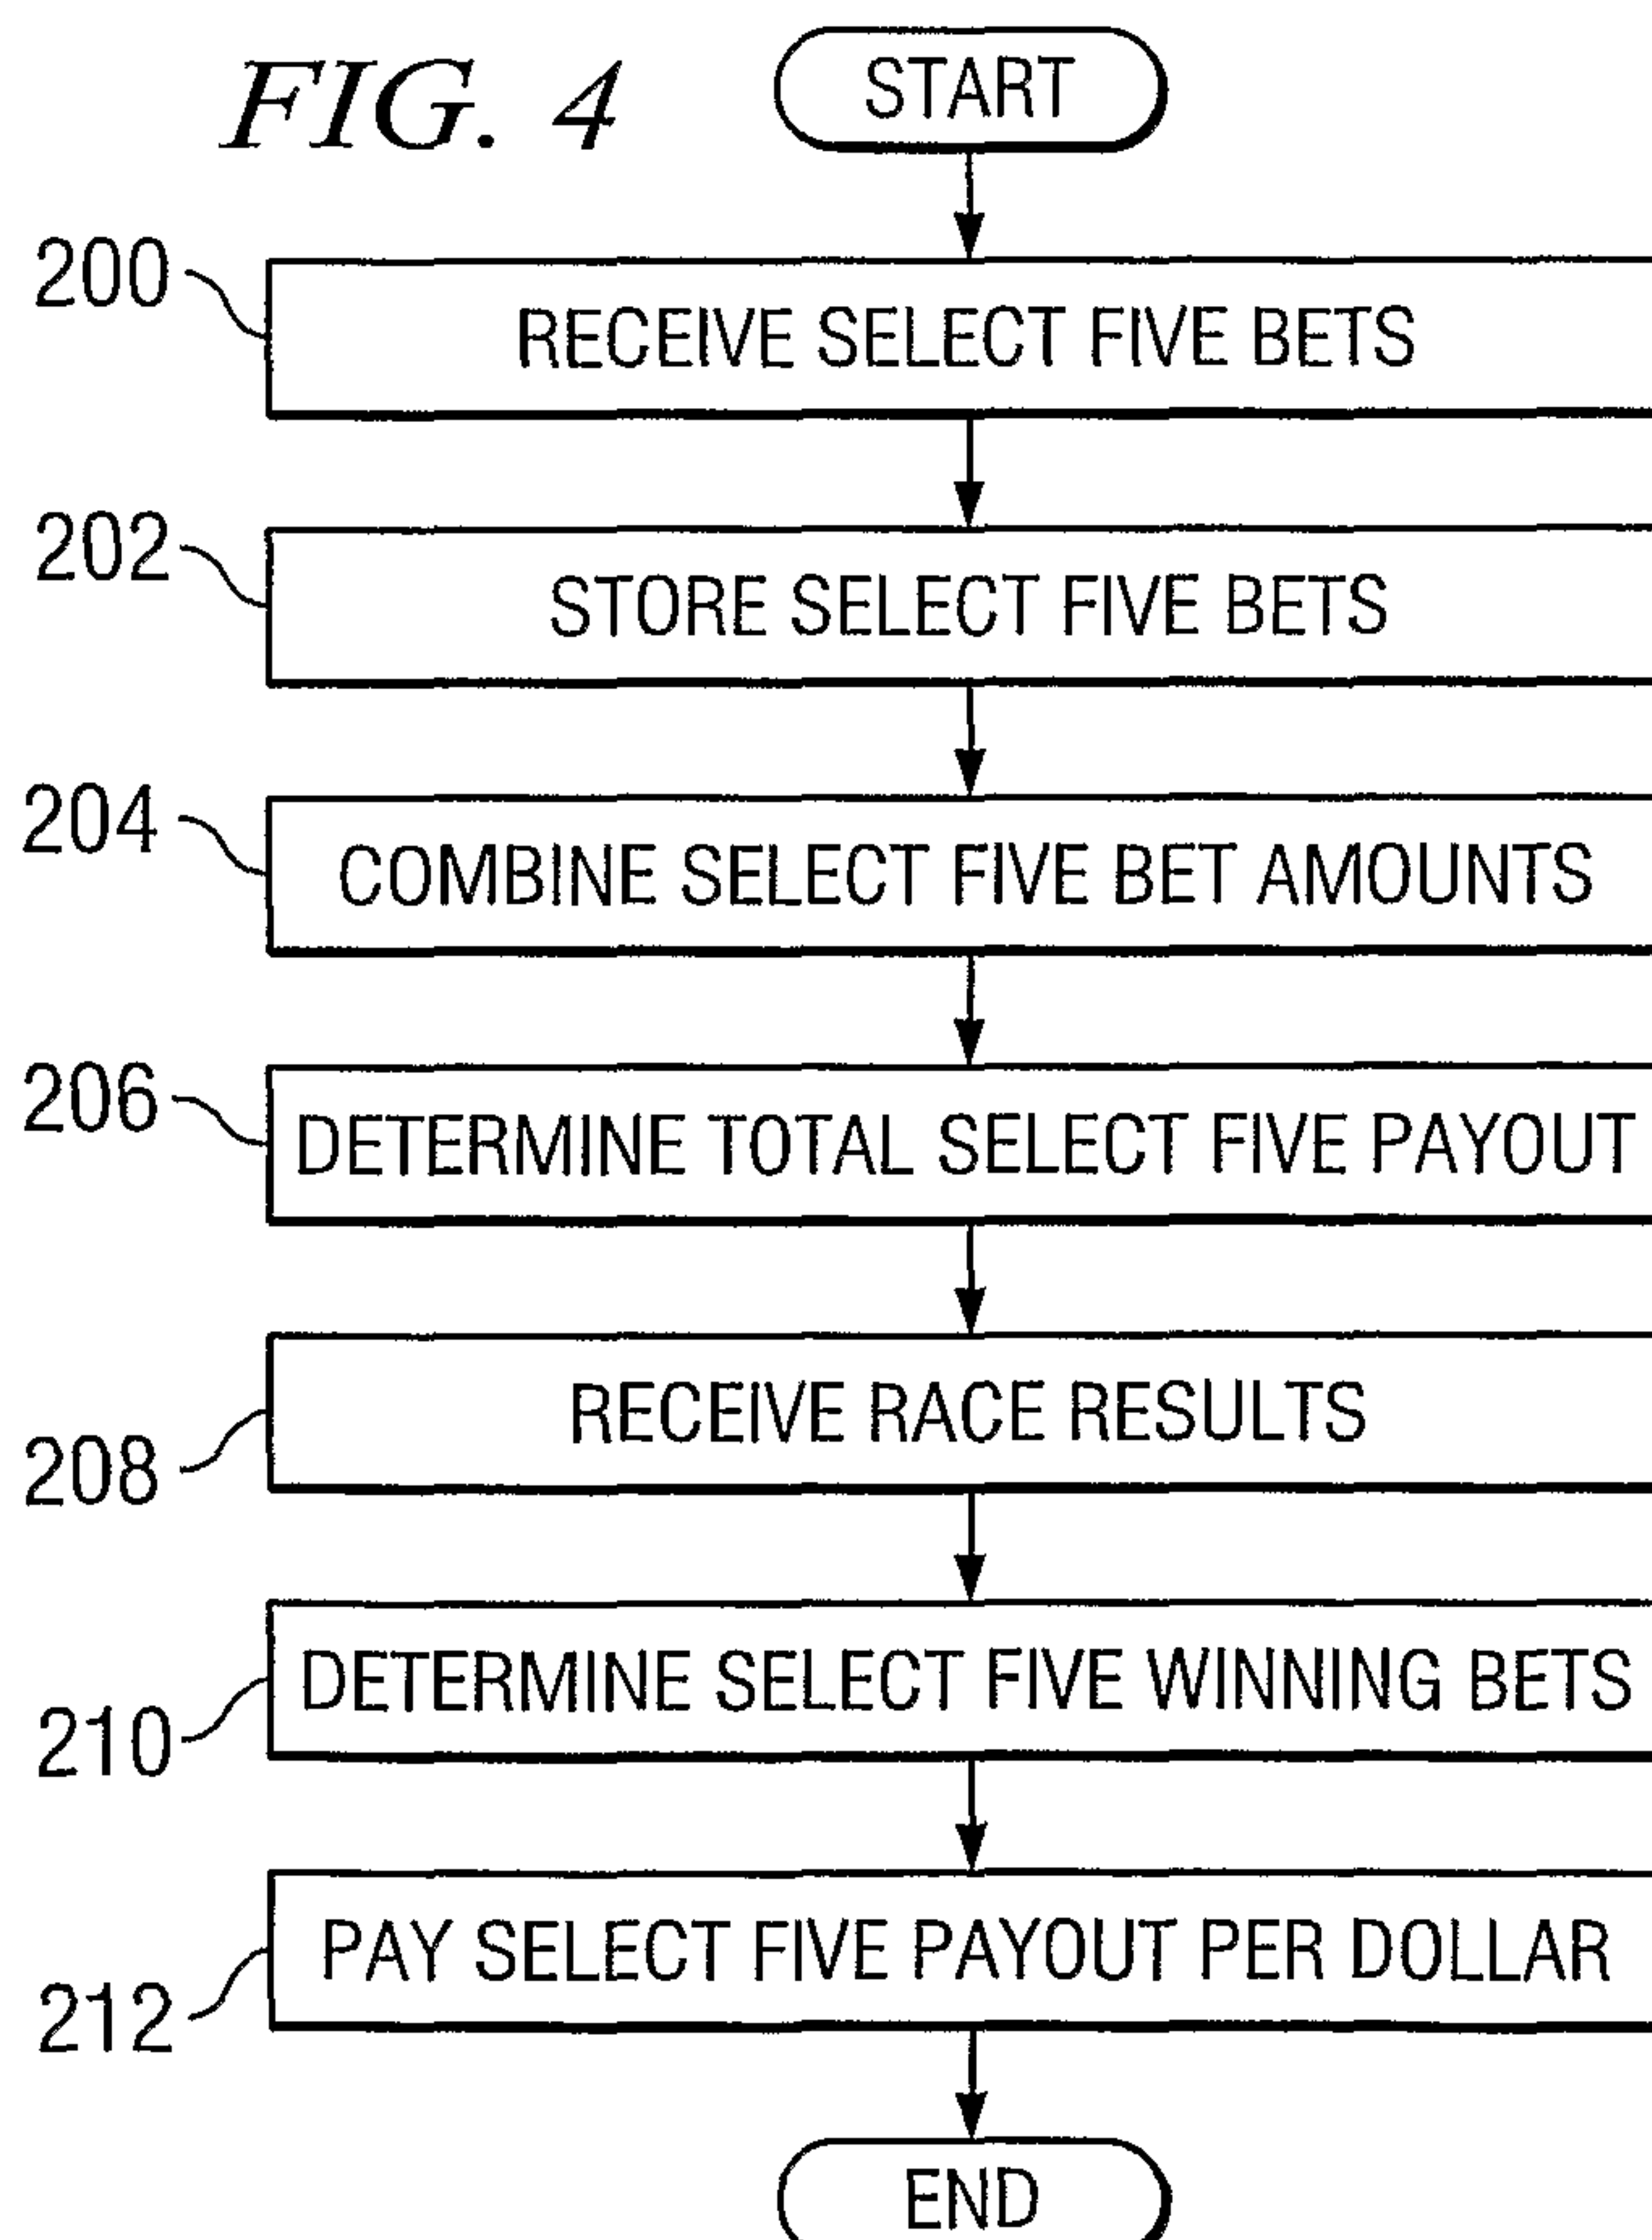 FIG. 4
START
200
RECEIVE SELECT FIVE BETS
202
STORE SELECT FIVE BETS
204
COMBINE SELECT FIVE BET AMOUNTS
206
DETERMINE TOTAL SELECT FIVE PAYOUT
208
RECEIVE RACE RESULTS
210
DETERMINE SELECT FIVE WINNING BETS
212
PAY SELECT FIVE PAYOUT PER DOLLAR
END